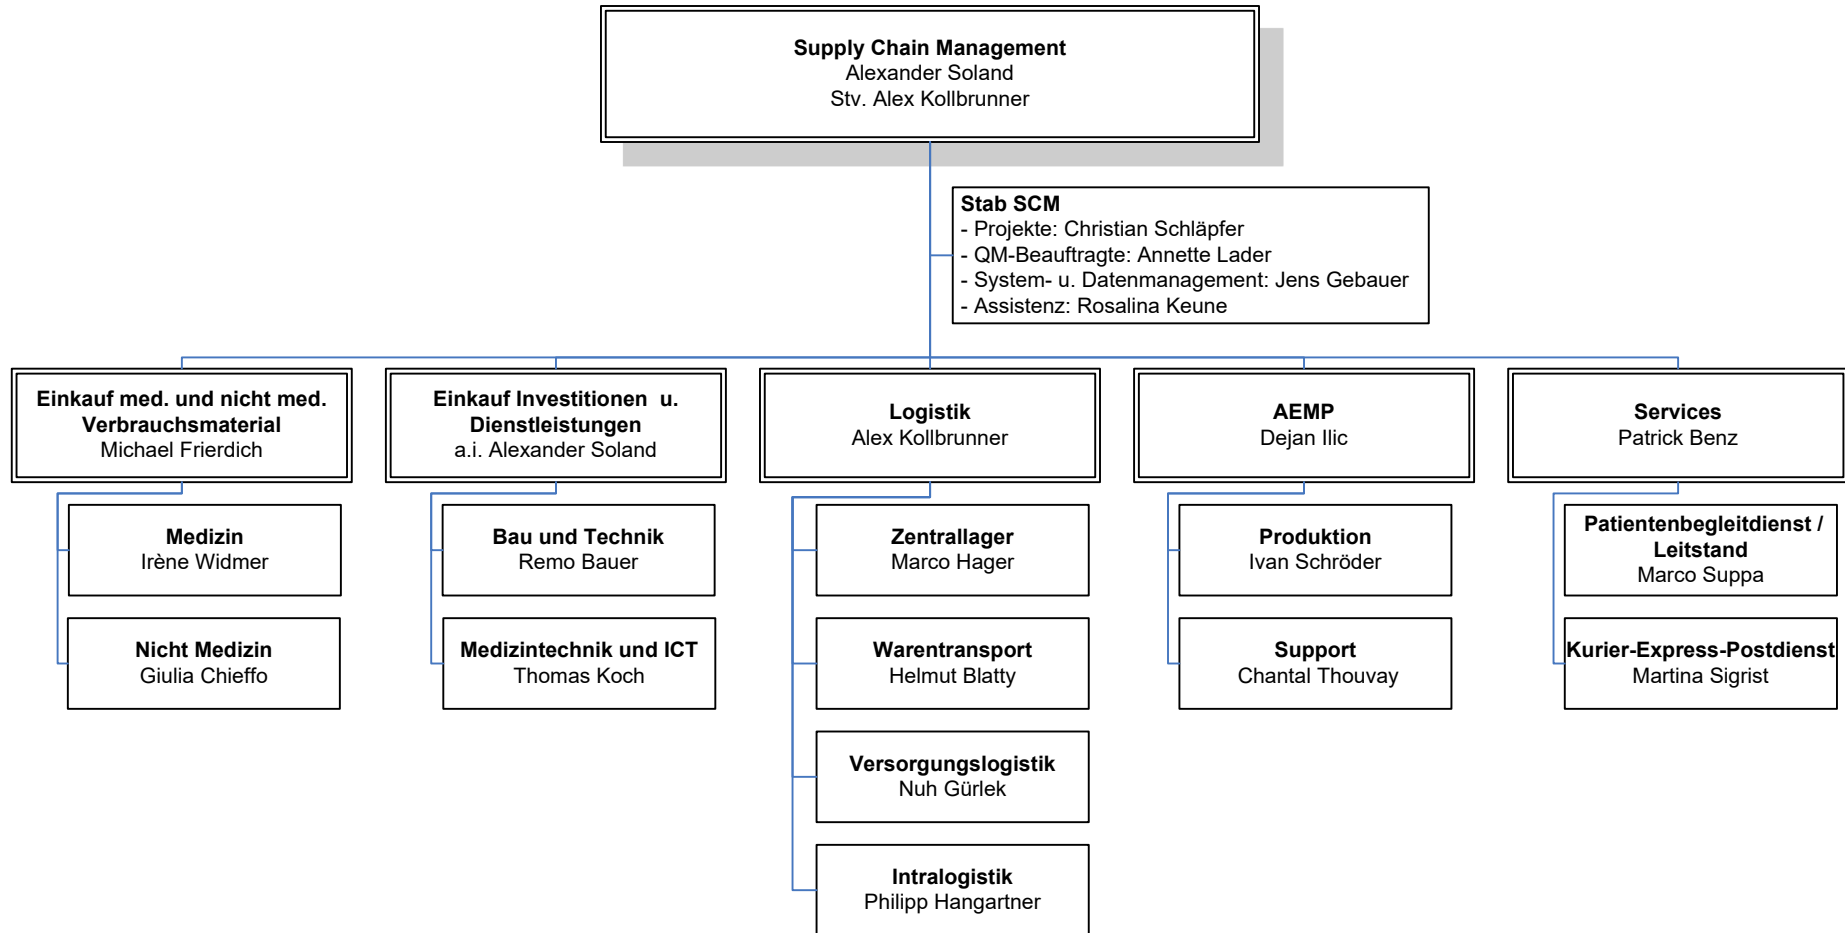 Supply Chain Management
Alexander Soland
Stv. Alex Kollbrunner
Stab SCM
- Projekte: Christian Schläpfer
- QM-Beauftragte: Annette Lader
- System- u. Datenmanagement: Jens Gebauer
- Assistenz: Rosalina Keune
Einkauf med. und nicht med.
Verbrauchsmaterial
Michael Frierdich
Einkauf Investitionen u.
Dienstleistungen
a.i. Alexander Soland
Logistik
Alex Kollbrunner
AEMP
Dejan Ilic
Services
Patrick Benz
Medizin
Irène Widmer
Nicht Medizin
Giulia Chieffo
Bau und Technik
Remo Bauer
Medizintechnik und ICT
Thomas Koch
Zentrallager
Marco Hager
Warentransport
Helmut Blatty
Versorgungslogistik
Nuh Gürlek
Intralogistik
Philipp Hangartner
Produktion
Ivan Schröder
Support
Chantal Thouvay
Patientenbegleitdienst /
Leitstand
Marco Suppa
Kurier-Express-Postdienst
Martina Sigrist